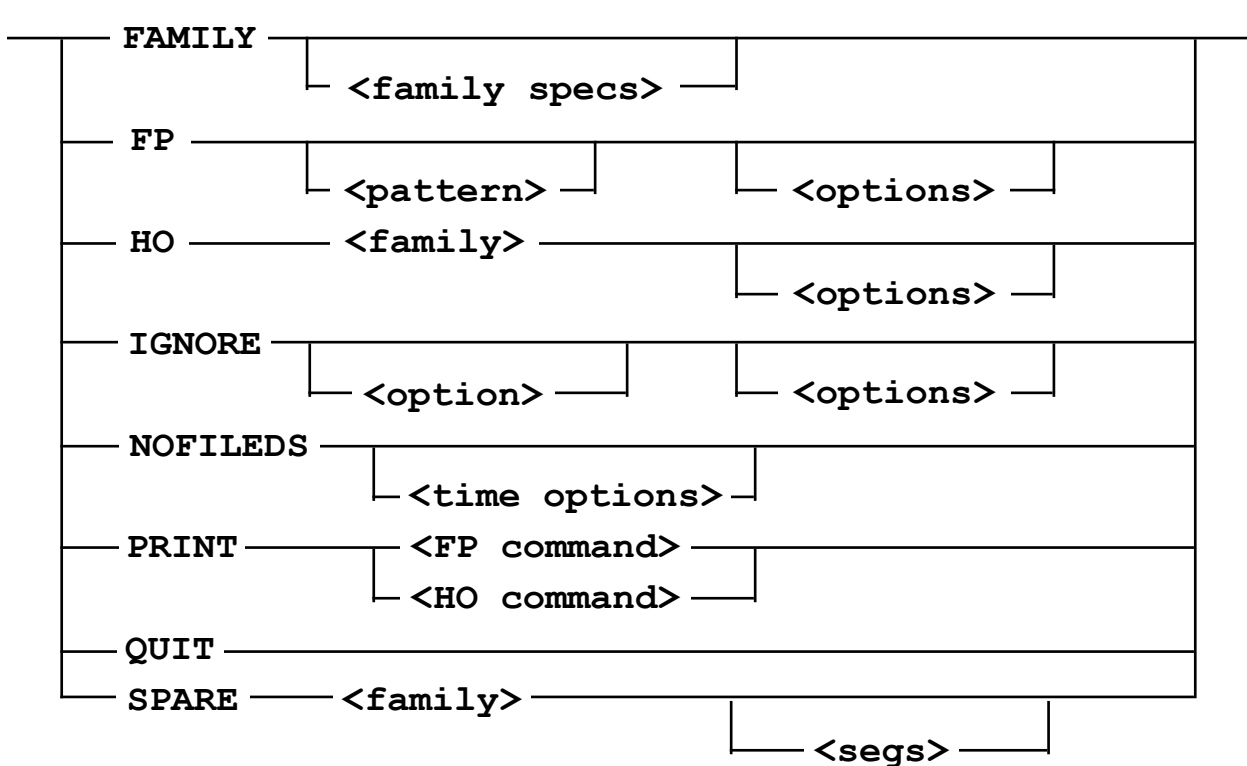 FAMILY
<family specs>
FP
<pattern> <options>
HO <family>
<options>
IGNORE
<option> <options>
NOFILEDS
<time options>
PRINT <FP command>
<HO command>
QUIT
SPARE <family>
<segs>